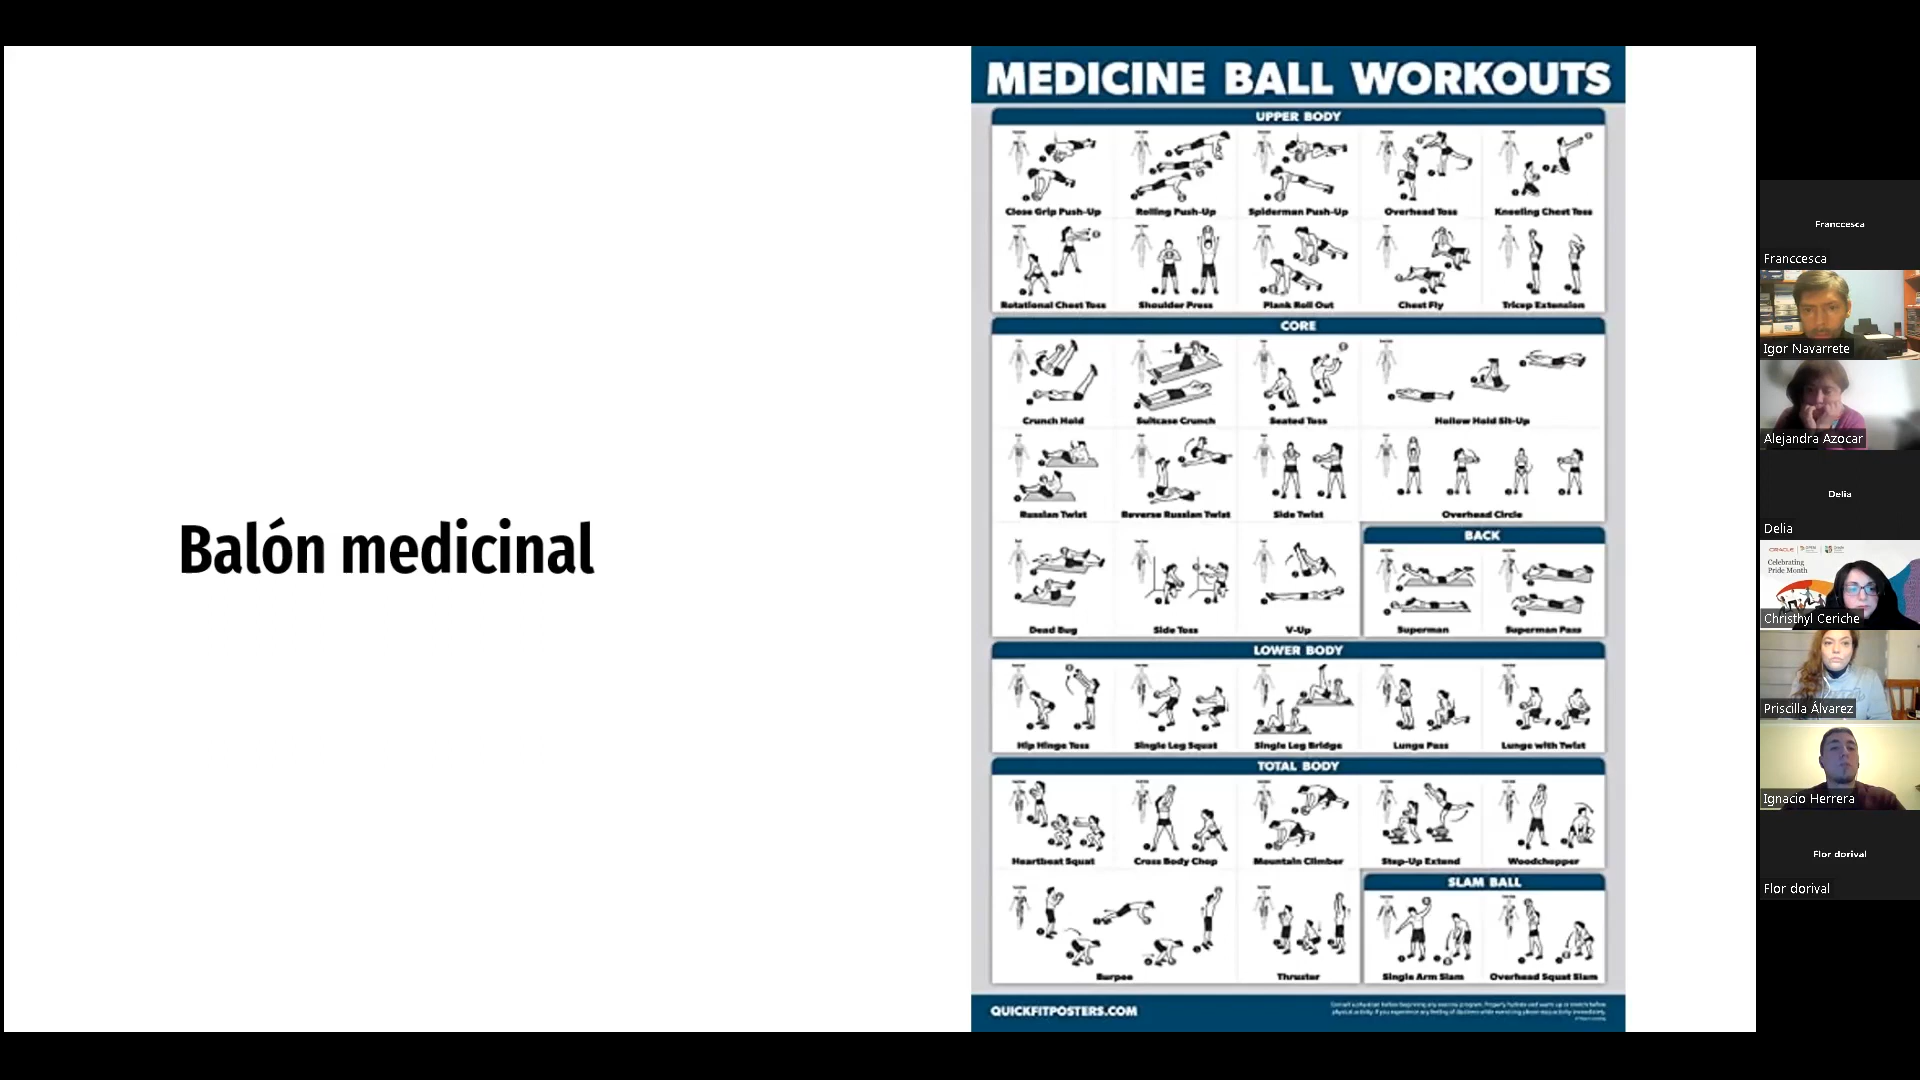 Balón medicinal
MEDICINE BALL WORKOUTS
UPPER BODY
Close Grip Push-Up
Rolling Push-Up
Spiderman Push-Up
Overhead Toss
Kneeling Chest Toss
Rotational Chest Toss
Shoulder Press
Plank Roll Out
Chest Fly
Tricep Extension
CORE
Crunch Hold
Suitcase Crunch
Seated Toss
Hollow Hold Sit-Up
Russian Twist
Reverse Russian Twist
Side Twist
Overhead Circle
Dead Bug
Side Toss
V-Up
BACK
Superman
Superman Pass
LOWER BODY
Hip Hinge Toss
Single Leg Squat
Single Leg Bridge
Lunge Pass
Lunge with Twist
TOTAL BODY
Heartbeat Squat
Cross Body Chop
Mountain Climber
Step-Up Extend
Woodchopper
Burpee
Thruster
SLAM BALL
Single Arm Slam
Overhead Squat Slam
QUICKFITPOSTERS.COM
Franccesca
Franccesca
Igor Navarrete
Alejandra Azocar
Delia
Delia
ORACLE
Celebrating
Pride Month
Christhyl Ceriche
Priscilla Álvarez
Ignacio Herrera
Flor dorival
Flor dorival